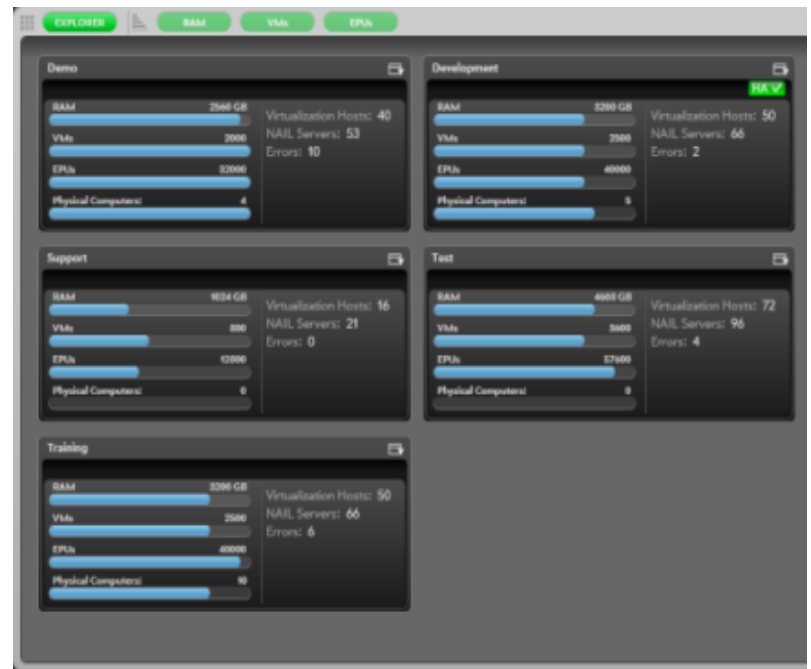 EXPLORER RAM VMs EPUs
Demo
RAM 2560 GB
VMs 2000
EPUs 32000
Physical Computers: 4
Virtualization Hosts: 40
NAIL Servers: 53
Errors: 10
Development
HA
RAM 3200 GB
VMs 2500
EPUs 40000
Physical Computers: 5
Virtualization Hosts: 50
NAIL Servers: 66
Errors: 2
Support
RAM 1024 GB
VMs 800
EPUs 12800
Physical Computers: 0
Virtualization Hosts: 16
NAIL Servers: 21
Errors: 0
Test
RAM 4608 GB
VMs 3600
EPUs 57600
Physical Computers: 0
Virtualization Hosts: 72
NAIL Servers: 96
Errors: 4
Training
RAM 3200 GB
VMs 2500
EPUs 40000
Physical Computers: 10
Virtualization Hosts: 50
NAIL Servers: 66
Errors: 6